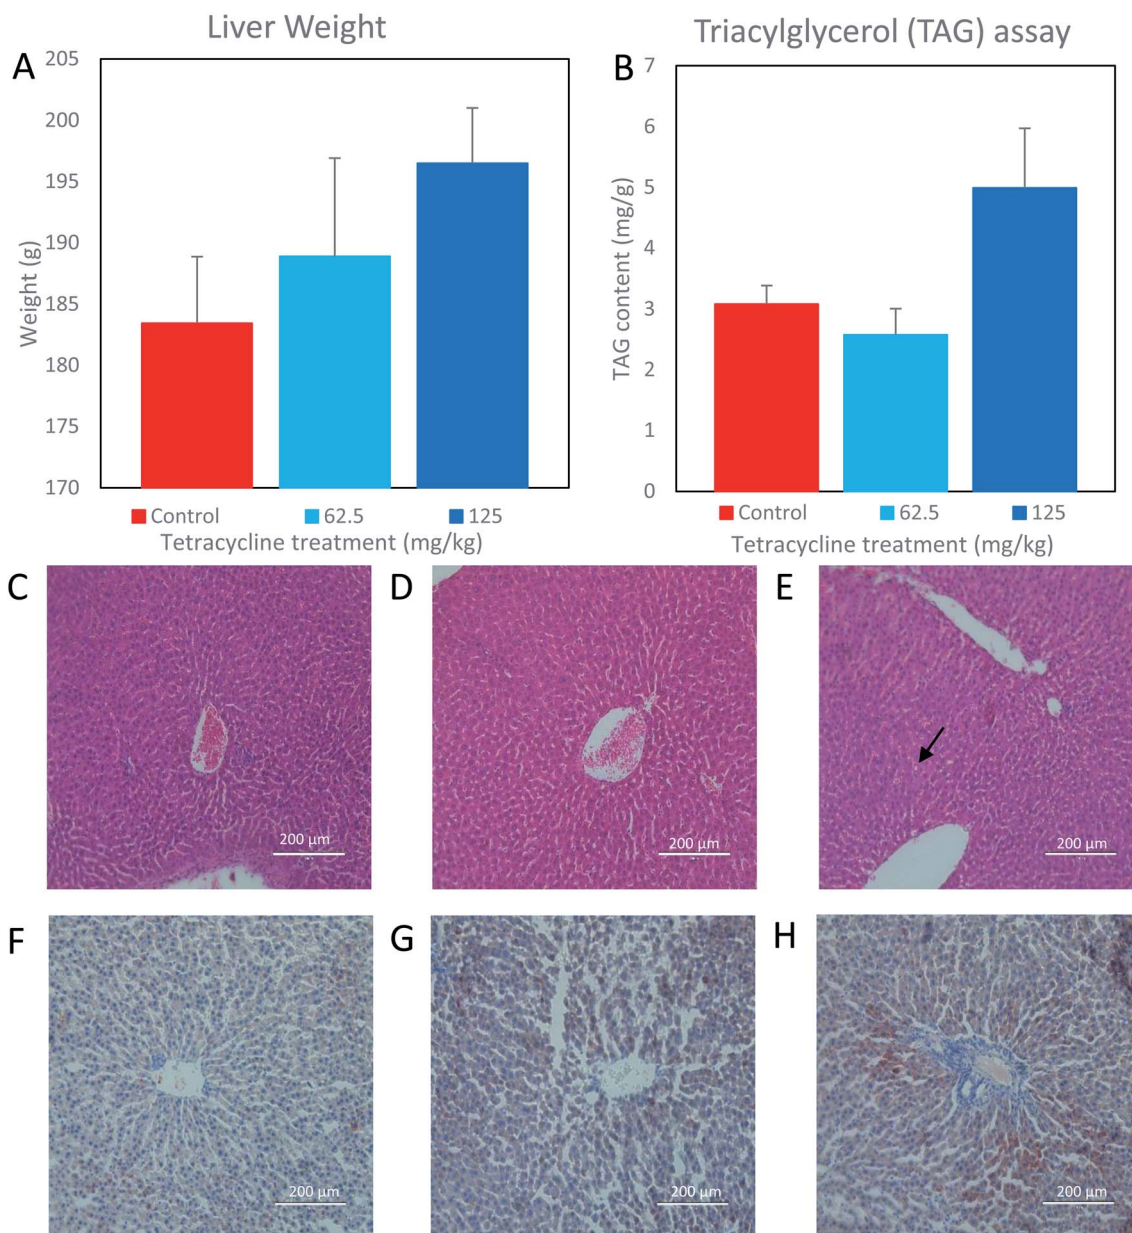 Liver Weight
A
205
200
195
190
185
180
175
170
Weight (g)
Control 62.5 125
Tetracycline treatment (mg/kg)
Triacylglycerol (TAG) assay
B
7
6
5
4
3
2
1
0
TAG content (mg/g)
Control 62.5 125
Tetracycline treatment (mg/kg)
C
200 µm
D
200 µm
E
200 µm
F
200 µm
G
200 µm
H
200 µm